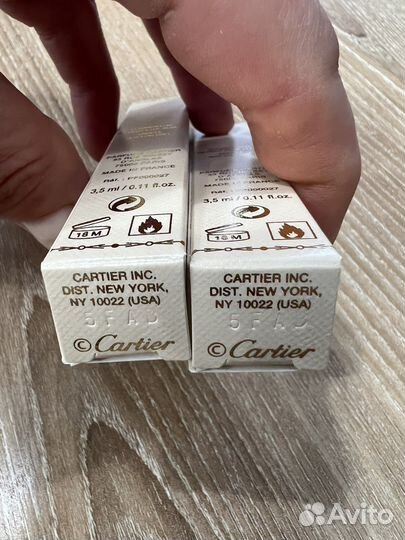 MADE IN FRANCE
Réf. : PF000027
3,5 ml / 0.11 fl.oz.
18 M
CARTIER INC.
DIST. NEW YORK,
NY 10022 (USA)
5FAD
© Cartier
MADE IN FRANCE
3,5 ml / 0.11 fl.oz.
18 M
CARTIER INC.
DIST. NEW YORK,
NY 10022 (USA)
5FAD
© Cartier
Avito